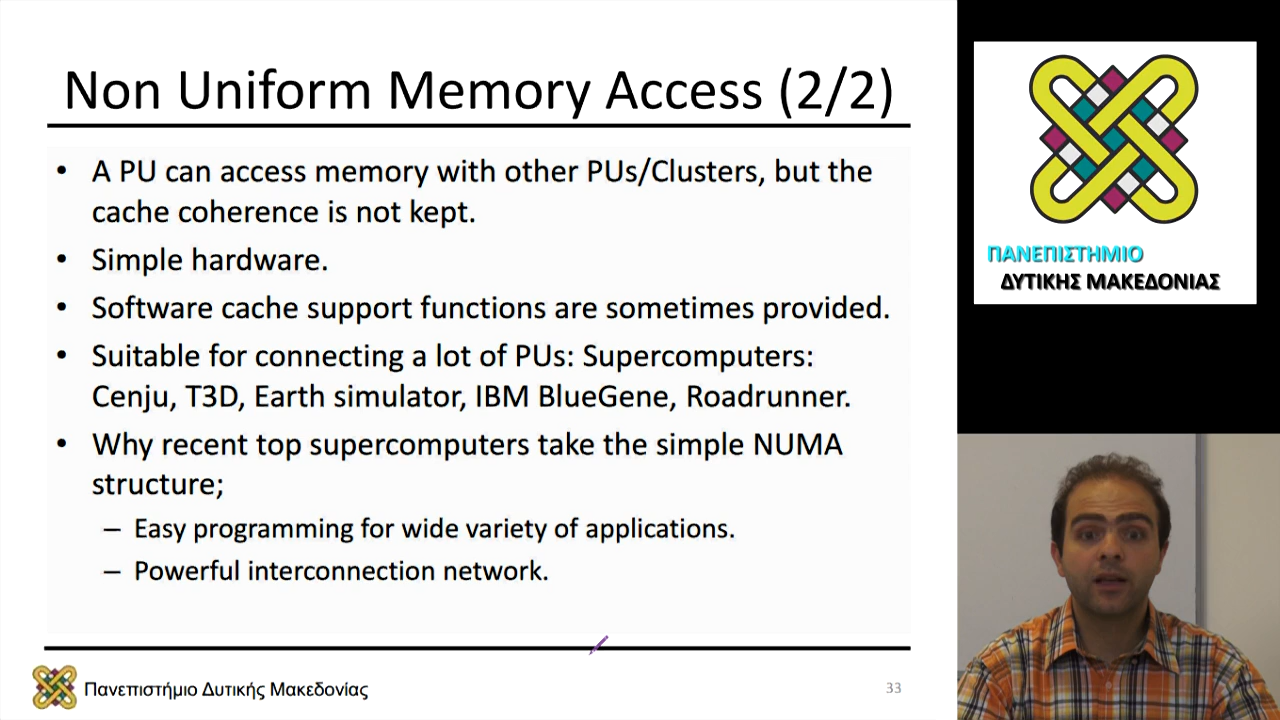 Non Uniform Memory Access (2/2)
• A PU can access memory with other PUs/Clusters, but the
cache coherence is not kept.
• Simple hardware.
• Software cache support functions are sometimes provided.
• Suitable for connecting a lot of PUs: Supercomputers:
Cenju, T3D, Earth simulator, IBM BlueGene, Roadrunner.
• Why recent top supercomputers take the simple NUMA
structure;
– Easy programming for wide variety of applications.
– Powerful interconnection network.
Πανεπιστήμιο Δυτικής Μακεδονίας
33
ΠΑΝΕΠΙΣΤΗΜΙΟ
ΔΥΤΙΚΗΣ ΜΑΚΕΔΟΝΙΑΣ